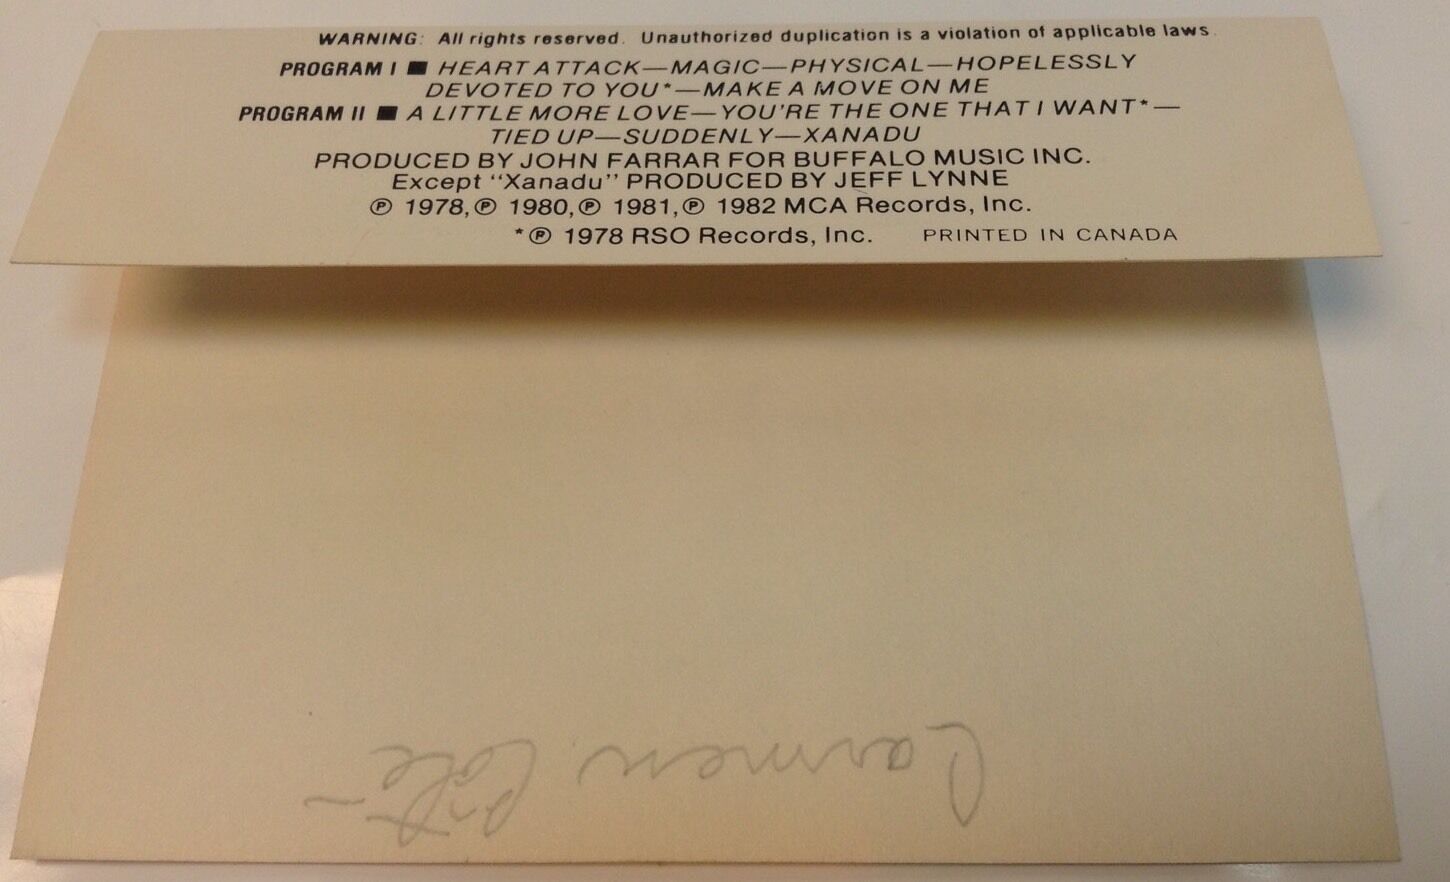 WARNING: All rights reserved. Unauthorized duplication is a violation of applicable laws.
PROGRAM I ■ HEART ATTACK—MAGIC—PHYSICAL—HOPELESSLY
DEVOTED TO YOU*—MAKE A MOVE ON ME
PROGRAM II ■ A LITTLE MORE LOVE—YOU'RE THE ONE THAT I WANT*—
TIED UP—SUDDENLY—XANADU
PRODUCED BY JOHN FARRAR FOR BUFFALO MUSIC INC.
Except "Xanadu" PRODUCED BY JEFF LYNNE
℗ 1978, ℗ 1980, ℗ 1981, ℗ 1982 MCA Records, Inc.
*℗ 1978 RSO Records, Inc. PRINTED IN CANADA
Carmen Cote